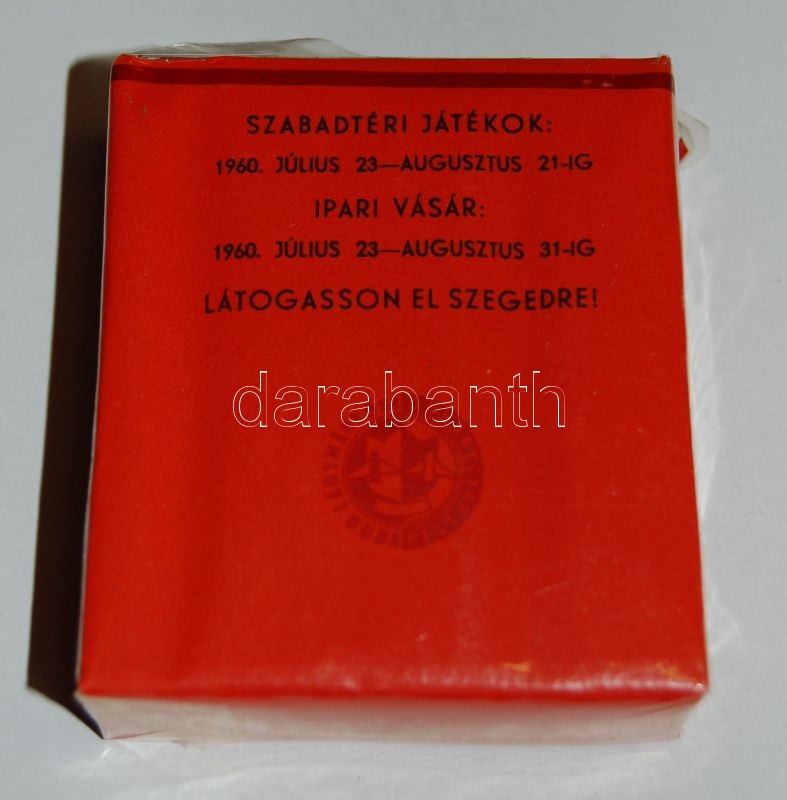 SZABADTÉRI JÁTÉKOK:
1960. JÚLIUS 23—AUGUSZTUS 21-IG
IPARI VÁSÁR:
1960. JÚLIUS 23—AUGUSZTUS 31-IG
LÁTOGASSON EL SZEGEDRE!
darabanth